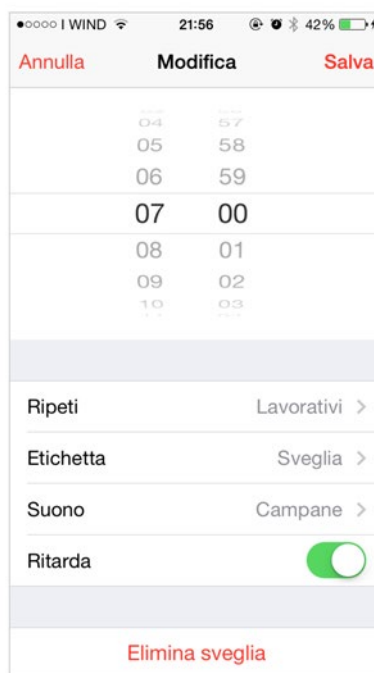 ●○○○○ I WIND 21:56 42%
Annulla Modifica Salva
04 57
05 58
06 59
07 00
08 01
09 02
10 03
Ripeti Lavorativi >
Etichetta Sveglia >
Suono Campane >
Ritarda
Elimina sveglia